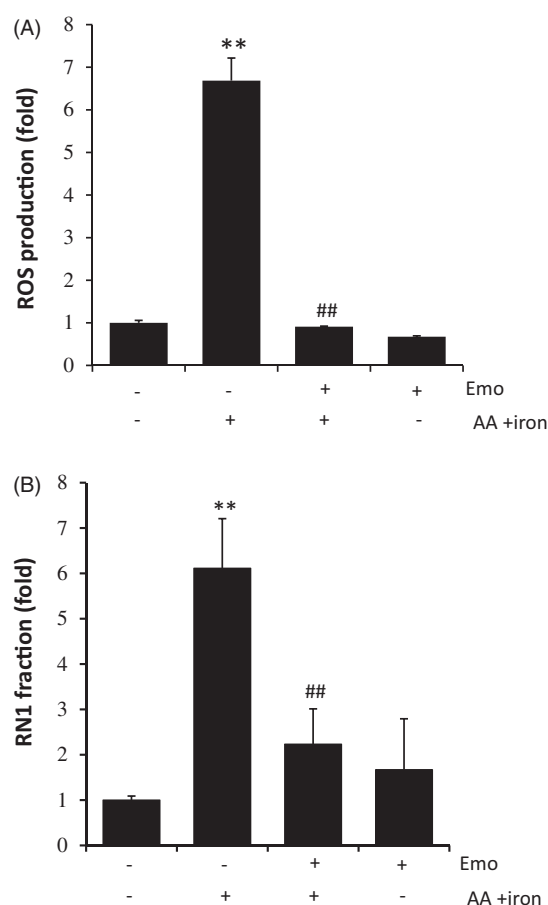 (A)
ROS production (fold)
8
7
6
5
4
3
2
1
0
**
##
- - + + Emo
- + + - AA +iron
(B)
RN1 fraction (fold)
8
7
6
5
4
3
2
1
0
**
##
- - + + Emo
- + + - AA +iron